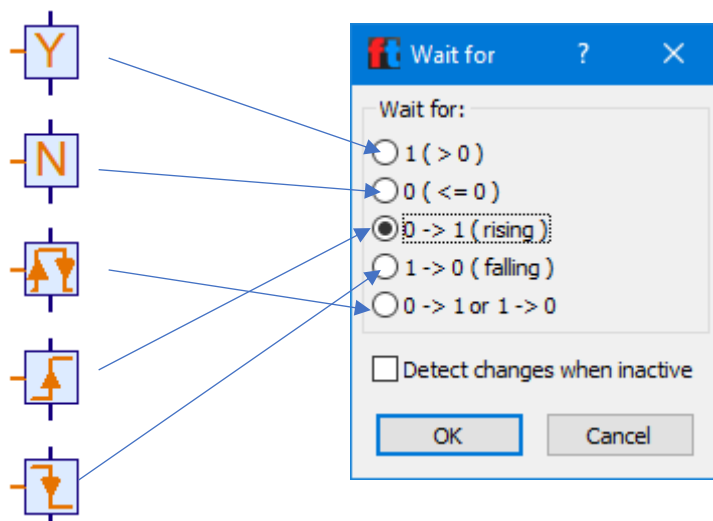 Y
N
ft Wait for ? ×
Wait for:
1 ( > 0 )
0 ( <= 0 )
0 -> 1 ( rising )
1 -> 0 ( falling )
0 -> 1 or 1 -> 0
Detect changes when inactive
OK Cancel